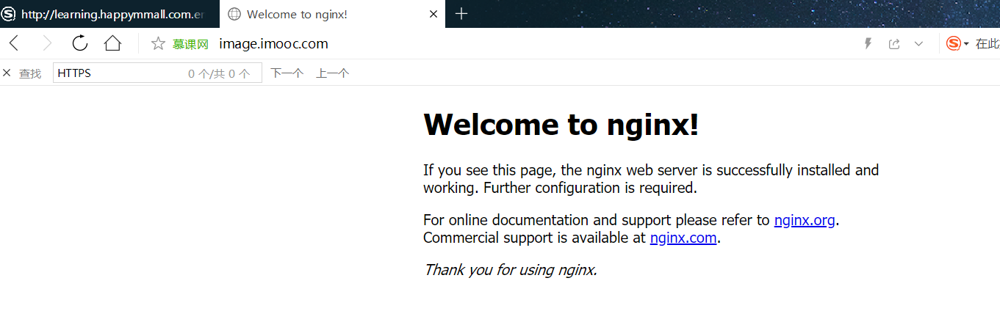 http://learning.happymmall.com.er
Welcome to nginx!
慕课网 image.imooc.com
在此
查找 HTTPS 0 个/共 0 个 下一个 上一个
Welcome to nginx!
If you see this page, the nginx web server is successfully installed and
working. Further configuration is required.
For online documentation and support please refer to nginx.org.
Commercial support is available at nginx.com.
Thank you for using nginx.